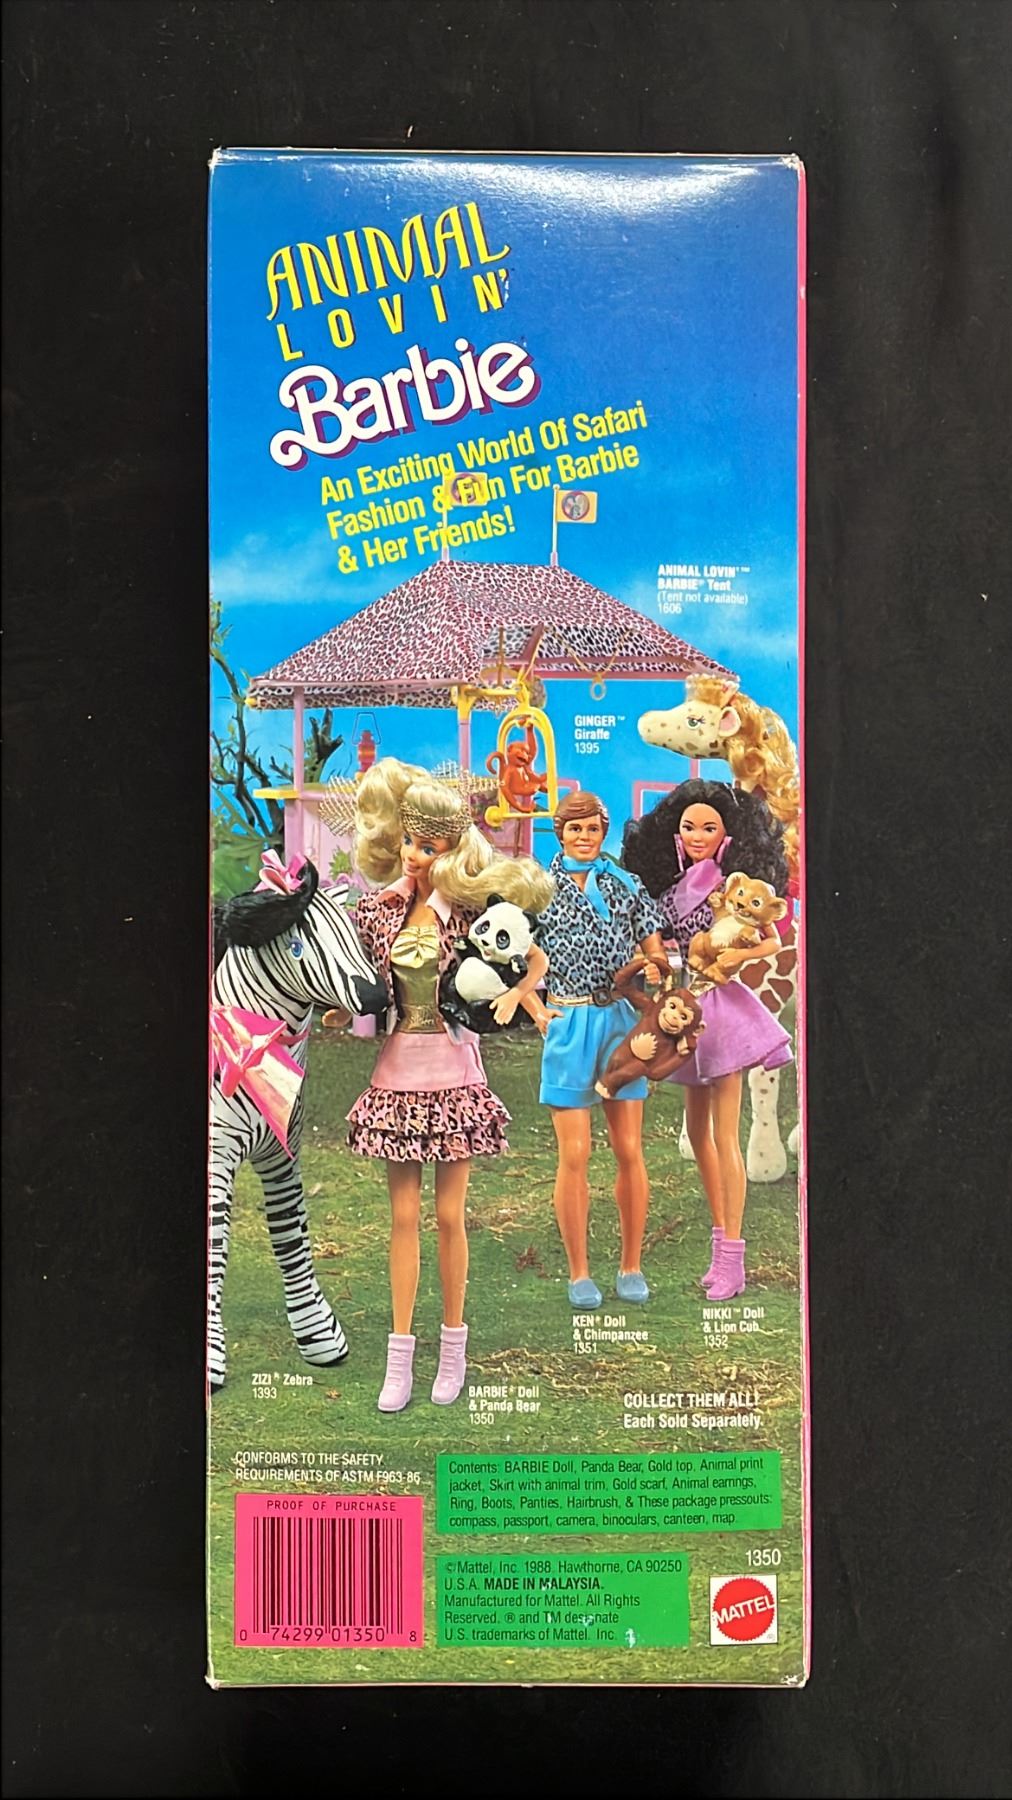 ANIMAL
LOVIN'
Barbie
An Exciting World Of Safari
Fashion & Fun For Barbie
& Her Friends!
ANIMAL LOVIN'™
BARBIE® Tent
(Tent not available)
1606
GINGER™
Giraffe
1395
KEN® Doll
& Chimpanzee
1351
NIKKI™ Doll
& Lion Cub
1352
ZIZI™ Zebra
1393
BARBIE® Doll
& Panda Bear
1350
COLLECT THEM ALL!
Each Sold Separately.
CONFORMS TO THE SAFETY
REQUIREMENTS OF ASTM F963-86
PROOF OF PURCHASE
0 74299 01350 8
Contents: BARBIE Doll, Panda Bear, Gold top, Animal print
jacket, Skirt with animal trim, Gold scarf, Animal earrings,
Ring, Boots, Panties, Hairbrush, & These package pressouts:
compass, passport, camera, binoculars, canteen, map.
© Mattel, Inc. 1988. Hawthorne, CA 90250
U.S.A. MADE IN MALAYSIA.
Manufactured for Mattel. All Rights
Reserved. ® and TM designate
U.S. trademarks of Mattel, Inc.
1350
MATTEL